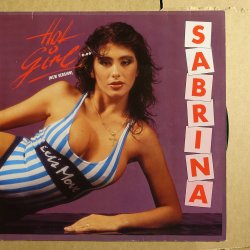 Hot
Girl
(NEW VERSION)
SABRINA